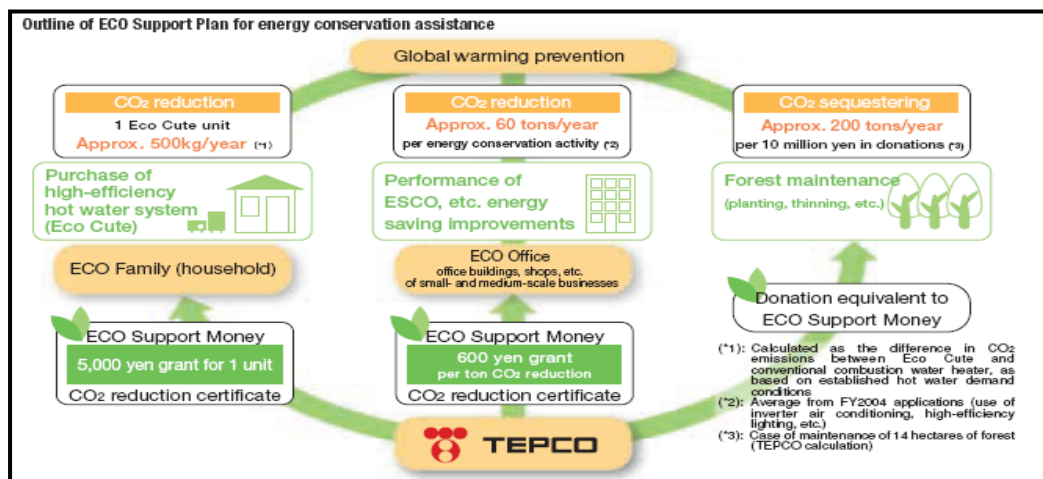 Outline of ECO Support Plan for energy conservation assistance
Global warming prevention
CO2 reduction
1 Eco Cute unit
Approx. 500kg/year (*1)
Purchase of
high-efficiency
hot water system
(Eco Cute)
ECO Family (household)
ECO Support Money
5,000 yen grant for 1 unit
CO2 reduction certificate
CO2 reduction
Approx. 60 tons/year
per energy conservation activity (*2)
Performance of
ESCO, etc. energy
saving improvements
ECO Office
office buildings, shops, etc.
of small- and medium-scale businesses
ECO Support Money
600 yen grant
per ton CO2 reduction
CO2 reduction certificate
CO2 sequestering
Approx. 200 tons/year
per 10 million yen in donations (*3)
Forest maintenance
(planting, thinning, etc.)
Donation equivalent to
ECO Support Money
TEPCO
(*1): Calculated as the difference in CO2
emissions between Eco Cute and
conventional combustion water heater, as
based on established hot water demand
conditions
(*2): Average from FY2004 applications (use of
inverter air conditioning, high-efficiency
lighting, etc.)
(*3): Case of maintenance of 14 hectares of forest
(TEPCO calculation)